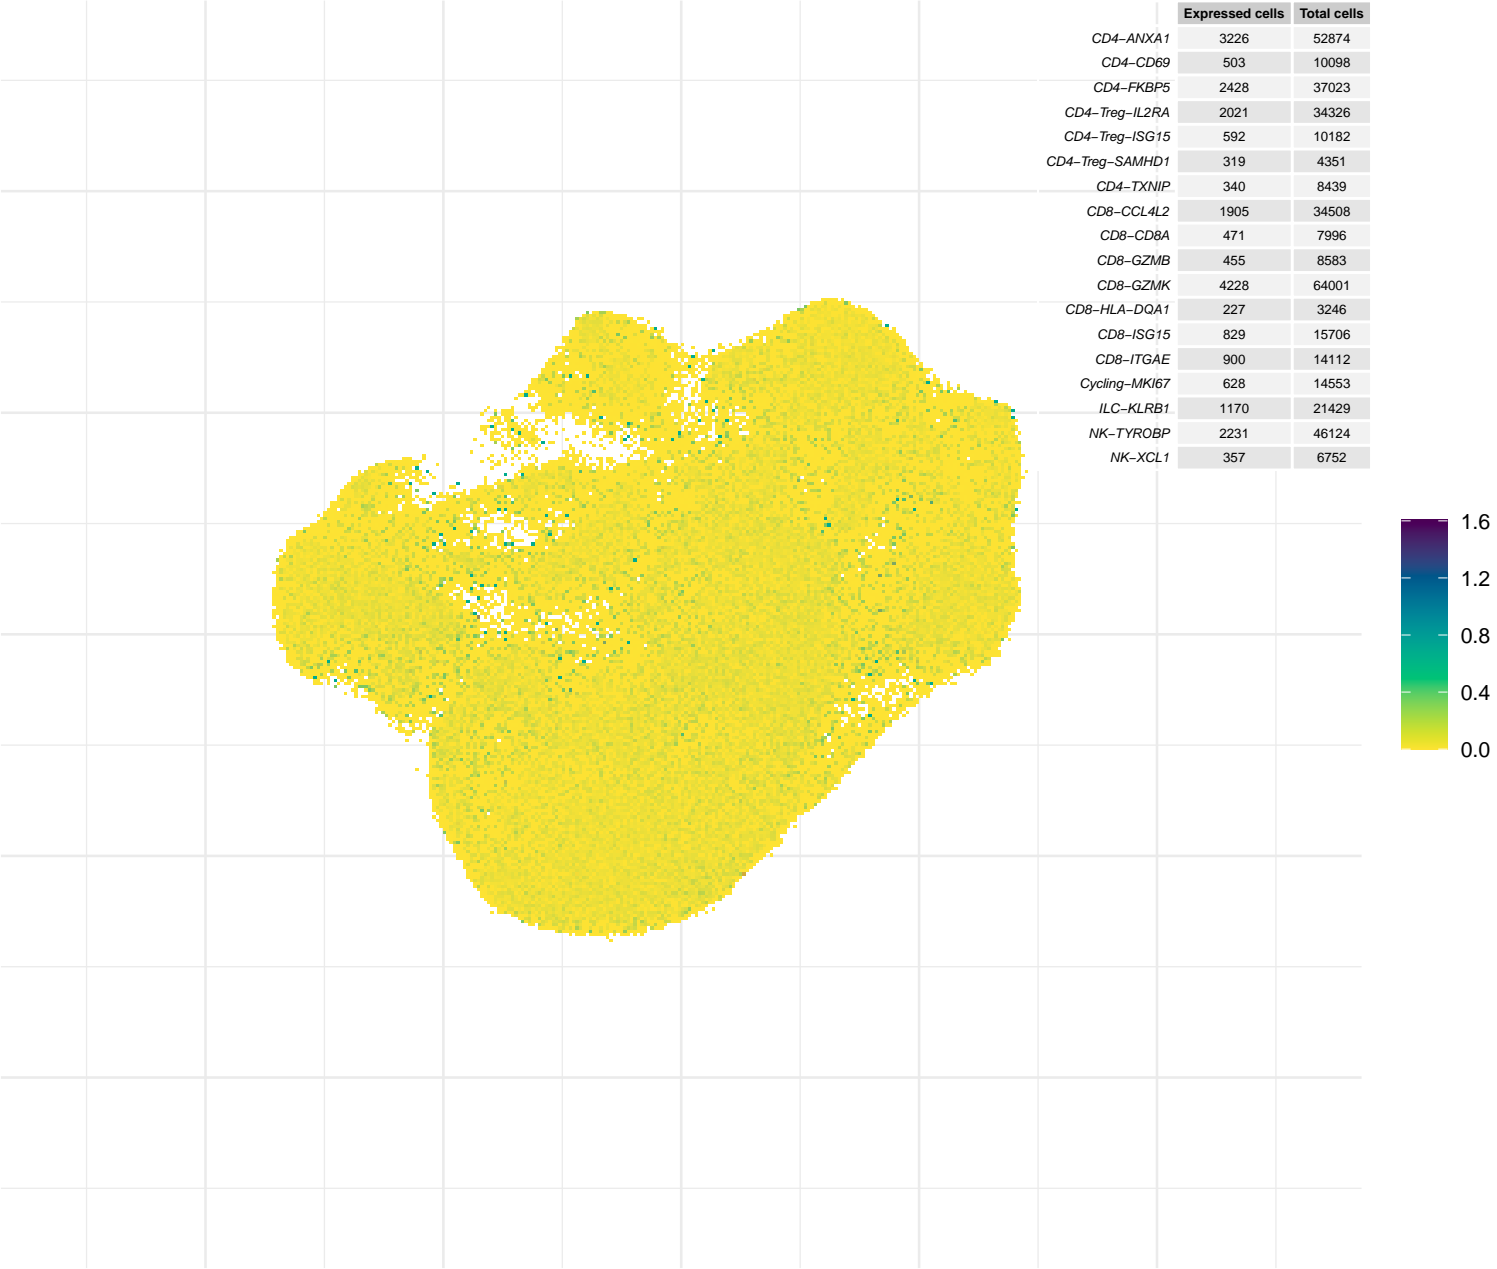 Expressed cells Total cells
CD4−ANXA1 3226 52874
CD4−CD69 503 10098
CD4−FKBP5 2428 37023
CD4−Treg−IL2RA 2021 34326
CD4−Treg−ISG15 592 10182
CD4−Treg−SAMHD1 319 4351
CD4−TXNIP 340 8439
CD8−CCL4L2 1905 34508
CD8−CD8A 471 7996
CD8−GZMB 455 8583
CD8−GZMK 4228 64001
CD8−HLA−DQA1 227 3246
CD8−ISG15 829 15706
CD8−ITGAE 900 14112
Cycling−MKI67 628 14553
ILC−KLRB1 1170 21429
NK−TYROBP 2231 46124
NK−XCL1 357 6752
1.6
1.2
0.8
0.4
0.0